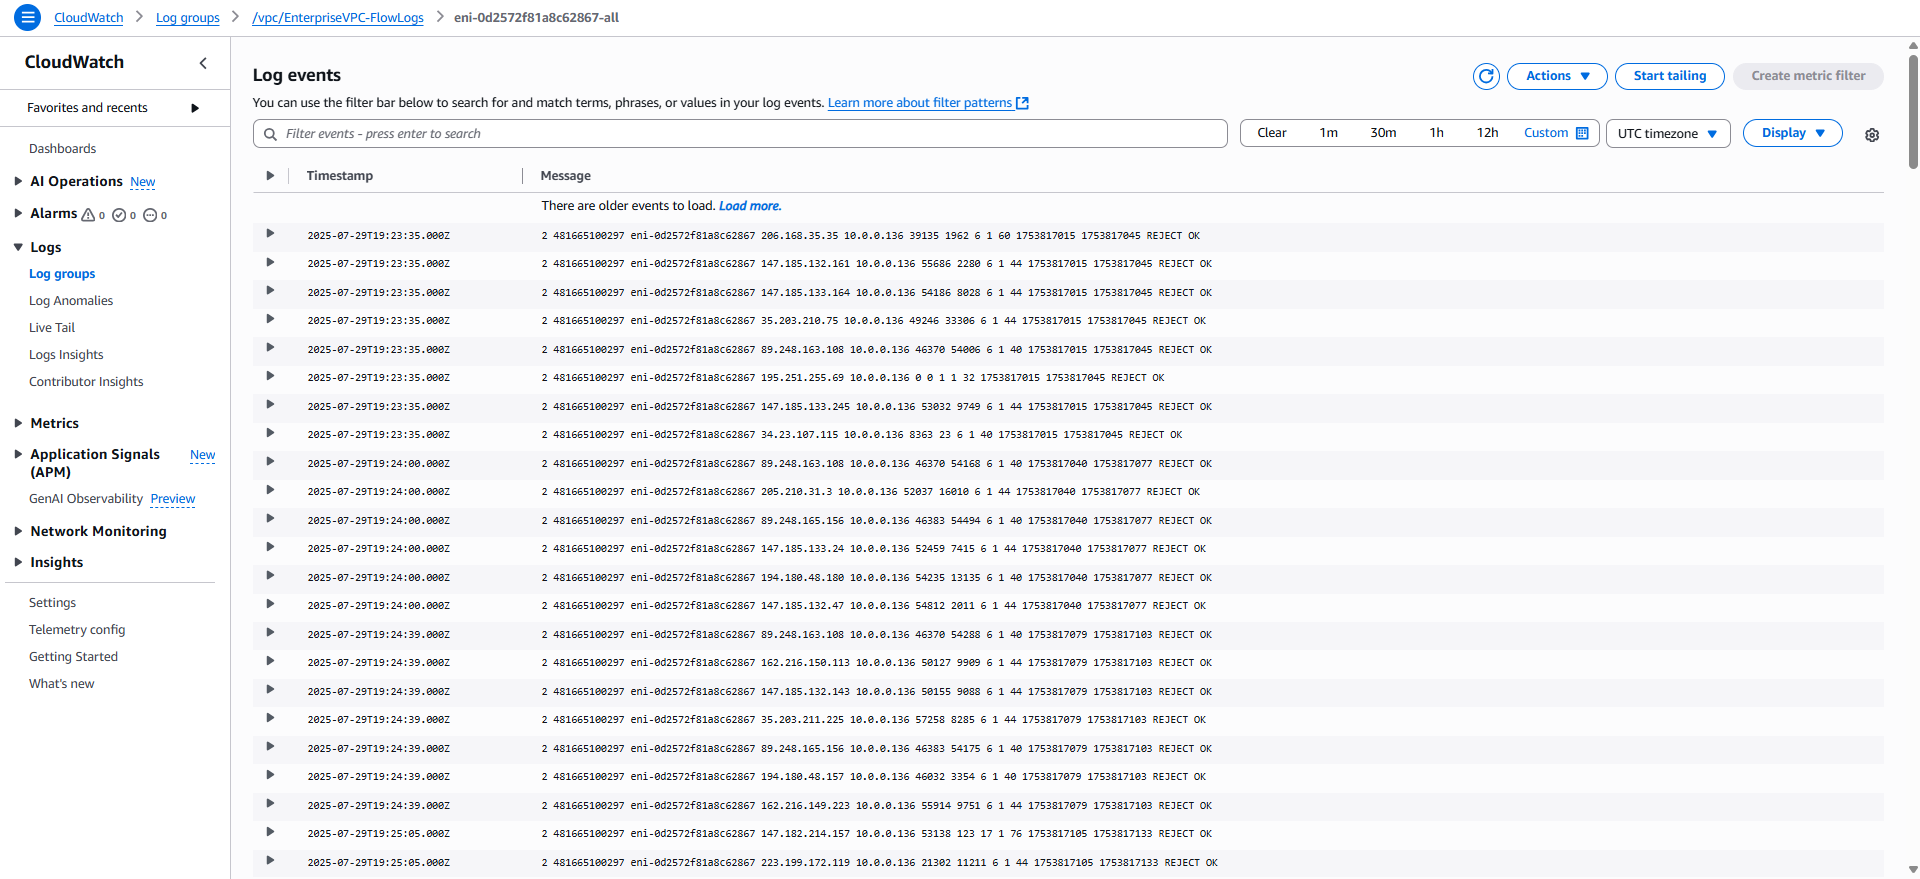 CloudWatch > Log groups > /vpc/EnterpriseVPC-FlowLogs > eni-0d2572f81a8c62867-all
CloudWatch
Favorites and recents
Dashboards
AI Operations New
Alarms 0 0 0
Logs
Log groups
Log Anomalies
Live Tail
Logs Insights
Contributor Insights
Metrics
Application Signals (APM) New
GenAI Observability Preview
Network Monitoring
Insights
Settings
Telemetry config
Getting Started
What's new
Log events
Actions Start tailing Create metric filter
You can use the filter bar below to search for and match terms, phrases, or values in your log events. Learn more about filter patterns
Filter events - press enter to search
Clear 1m 30m 1h 12h Custom UTC timezone Display
Timestamp Message
There are older events to load. Load more.
2025-07-29T19:23:35.000Z 2 481665100297 eni-0d2572f81a8c62867 206.168.35.35 10.0.0.136 39135 1962 6 1 60 1753817015 1753817045 REJECT OK
2025-07-29T19:23:35.000Z 2 481665100297 eni-0d2572f81a8c62867 147.185.132.161 10.0.0.136 55686 2280 6 1 44 1753817015 1753817045 REJECT OK
2025-07-29T19:23:35.000Z 2 481665100297 eni-0d2572f81a8c62867 147.185.133.164 10.0.0.136 54186 8028 6 1 44 1753817015 1753817045 REJECT OK
2025-07-29T19:23:35.000Z 2 481665100297 eni-0d2572f81a8c62867 35.203.210.75 10.0.0.136 49246 33306 6 1 44 1753817015 1753817045 REJECT OK
2025-07-29T19:23:35.000Z 2 481665100297 eni-0d2572f81a8c62867 89.248.163.108 10.0.0.136 46370 54006 6 1 40 1753817015 1753817045 REJECT OK
2025-07-29T19:23:35.000Z 2 481665100297 eni-0d2572f81a8c62867 195.251.255.69 10.0.0.136 0 0 1 1 32 1753817015 1753817045 REJECT OK
2025-07-29T19:23:35.000Z 2 481665100297 eni-0d2572f81a8c62867 147.185.133.245 10.0.0.136 53032 9749 6 1 44 1753817015 1753817045 REJECT OK
2025-07-29T19:23:35.000Z 2 481665100297 eni-0d2572f81a8c62867 34.23.107.115 10.0.0.136 8363 23 6 1 40 1753817015 1753817045 REJECT OK
2025-07-29T19:24:00.000Z 2 481665100297 eni-0d2572f81a8c62867 89.248.163.108 10.0.0.136 46370 54168 6 1 40 1753817040 1753817077 REJECT OK
2025-07-29T19:24:00.000Z 2 481665100297 eni-0d2572f81a8c62867 205.210.31.3 10.0.0.136 52037 16010 6 1 44 1753817040 1753817077 REJECT OK
2025-07-29T19:24:00.000Z 2 481665100297 eni-0d2572f81a8c62867 89.248.165.156 10.0.0.136 46383 54494 6 1 40 1753817040 1753817077 REJECT OK
2025-07-29T19:24:00.000Z 2 481665100297 eni-0d2572f81a8c62867 147.185.133.24 10.0.0.136 52459 7415 6 1 44 1753817040 1753817077 REJECT OK
2025-07-29T19:24:00.000Z 2 481665100297 eni-0d2572f81a8c62867 194.180.48.180 10.0.0.136 54235 13135 6 1 40 1753817040 1753817077 REJECT OK
2025-07-29T19:24:00.000Z 2 481665100297 eni-0d2572f81a8c62867 147.185.132.47 10.0.0.136 54812 2011 6 1 44 1753817040 1753817077 REJECT OK
2025-07-29T19:24:39.000Z 2 481665100297 eni-0d2572f81a8c62867 89.248.163.108 10.0.0.136 46370 54288 6 1 40 1753817079 1753817103 REJECT OK
2025-07-29T19:24:39.000Z 2 481665100297 eni-0d2572f81a8c62867 162.216.150.113 10.0.0.136 50127 9909 6 1 44 1753817079 1753817103 REJECT OK
2025-07-29T19:24:39.000Z 2 481665100297 eni-0d2572f81a8c62867 147.185.132.143 10.0.0.136 50155 9088 6 1 44 1753817079 1753817103 REJECT OK
2025-07-29T19:24:39.000Z 2 481665100297 eni-0d2572f81a8c62867 35.203.211.225 10.0.0.136 57258 8285 6 1 44 1753817079 1753817103 REJECT OK
2025-07-29T19:24:39.000Z 2 481665100297 eni-0d2572f81a8c62867 89.248.165.156 10.0.0.136 46383 54175 6 1 40 1753817079 1753817103 REJECT OK
2025-07-29T19:24:39.000Z 2 481665100297 eni-0d2572f81a8c62867 194.180.48.157 10.0.0.136 46032 3354 6 1 40 1753817079 1753817103 REJECT OK
2025-07-29T19:24:39.000Z 2 481665100297 eni-0d2572f81a8c62867 162.216.149.223 10.0.0.136 55914 9751 6 1 44 1753817079 1753817103 REJECT OK
2025-07-29T19:25:05.000Z 2 481665100297 eni-0d2572f81a8c62867 147.182.214.157 10.0.0.136 53138 123 17 1 76 1753817105 1753817133 REJECT OK
2025-07-29T19:25:05.000Z 2 481665100297 eni-0d2572f81a8c62867 223.199.172.119 10.0.0.136 21302 11211 6 1 44 1753817105 1753817133 REJECT OK